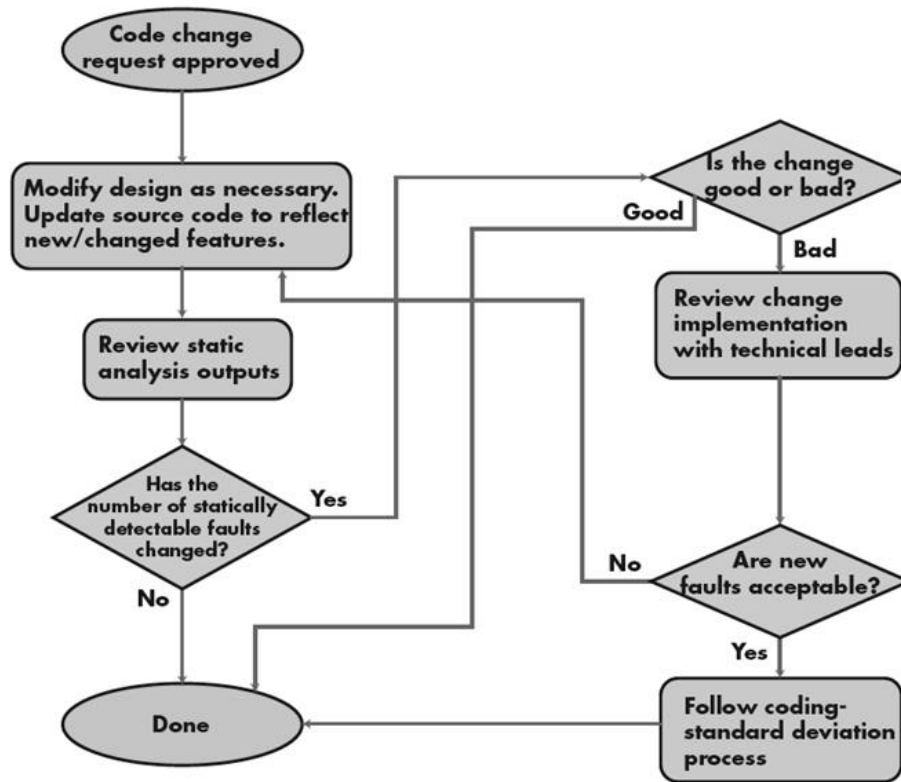 Code change
request approved
Modify design as necessary.
Update source code to reflect
new/changed features.
Review static
analysis outputs
Has the
number of statically
detectable faults
changed?
Yes
No
Done
Is the change
good or bad?
Good
Bad
Review change
implementation
with technical leads
Are new
faults acceptable?
No
Yes
Follow coding-
standard deviation
process